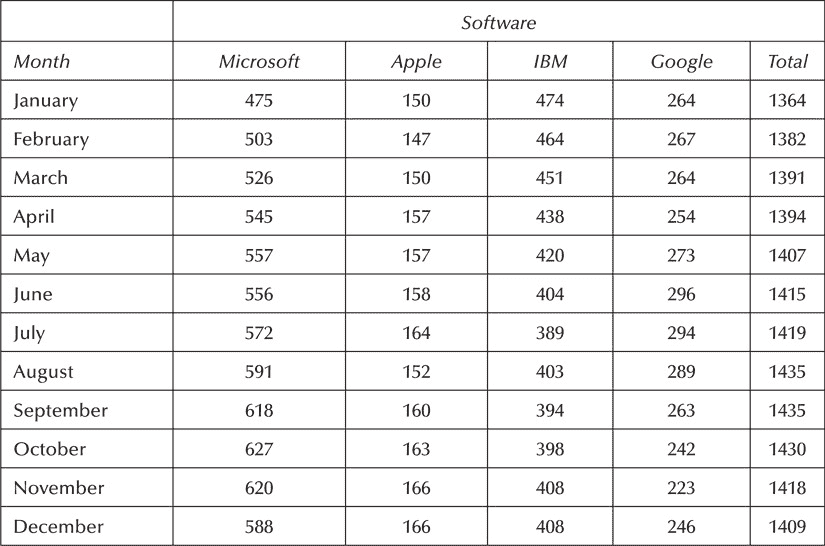 Software
Month Microsoft Apple IBM Google Total
January 475 150 474 264 1364
February 503 147 464 267 1382
March 526 150 451 264 1391
April 545 157 438 254 1394
May 557 157 420 273 1407
June 556 158 404 296 1415
July 572 164 389 294 1419
August 591 152 403 289 1435
September 618 160 394 263 1435
October 627 163 398 242 1430
November 620 166 408 223 1418
December 588 166 408 246 1409